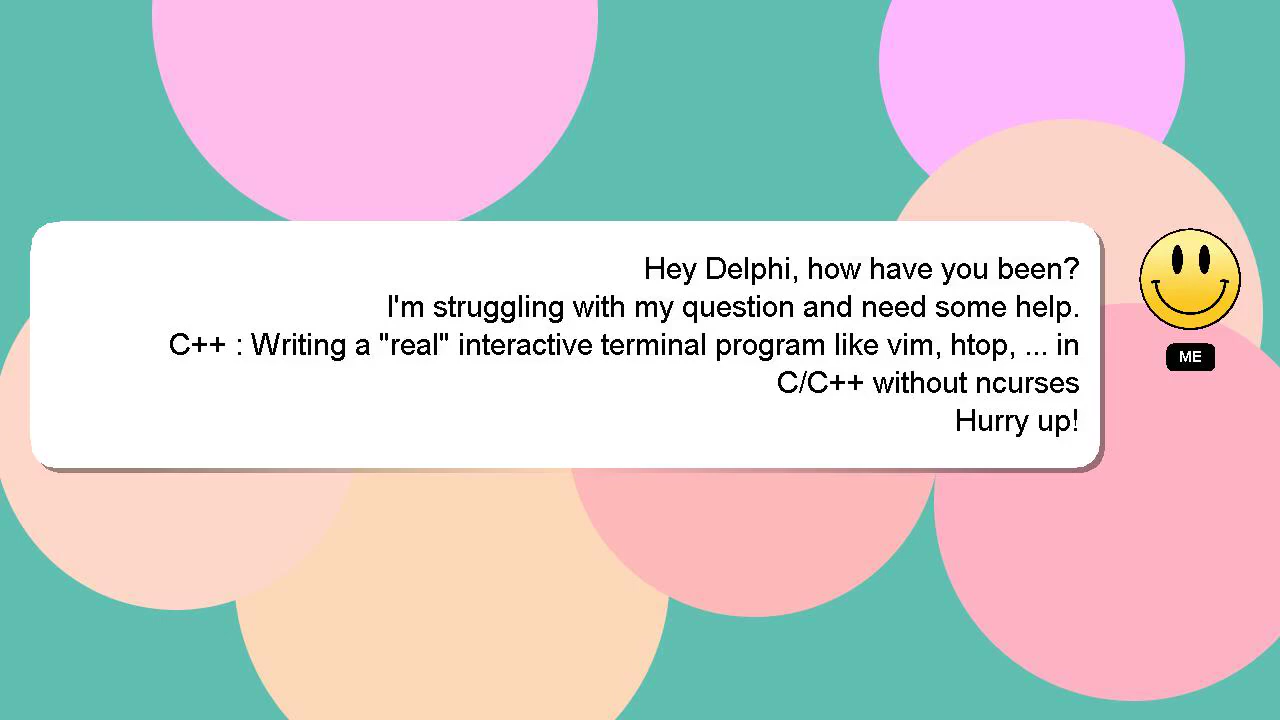 Hey Delphi, how have you been?
I'm struggling with my question and need some help.
C++ : Writing a "real" interactive terminal program like vim, htop, ... in
C/C++ without ncurses
Hurry up!
ME